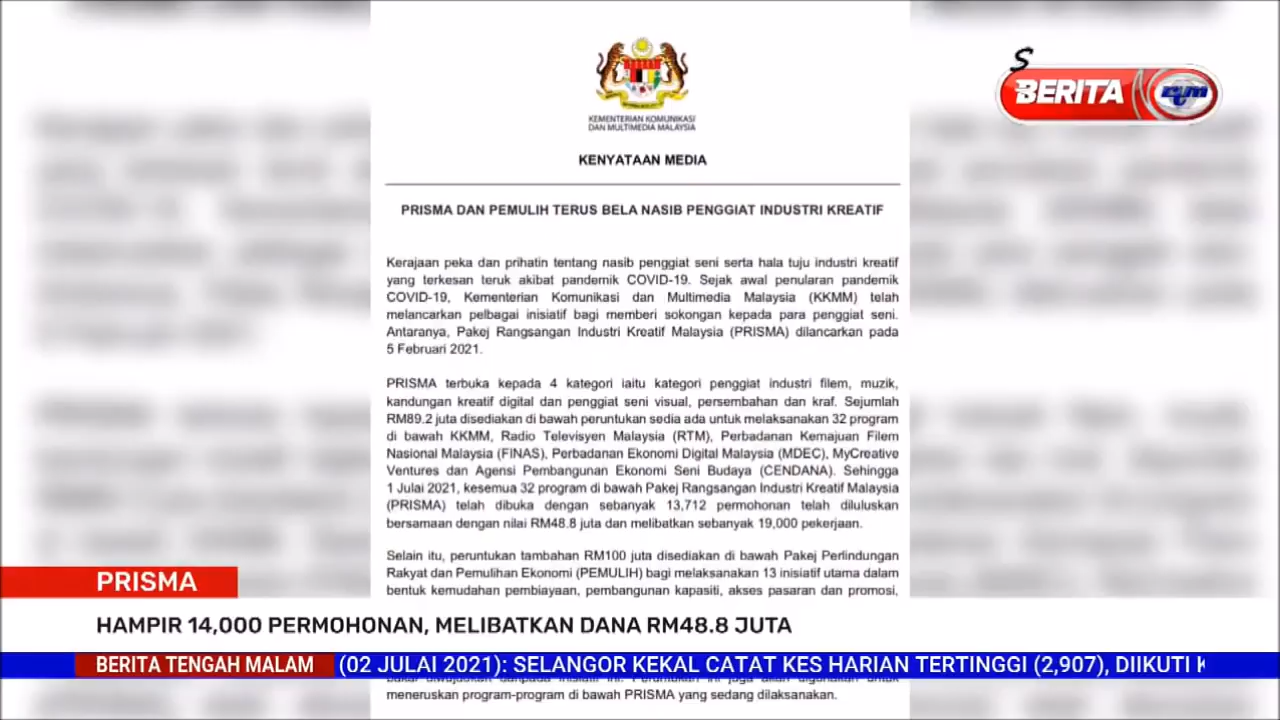 S
BERITA
rtm
KEMENTERIAN KOMUNIKASI
DAN MULTIMEDIA MALAYSIA
KENYATAAN MEDIA
PRISMA DAN PEMULIH TERUS BELA NASIB PENGGIAT INDUSTRI KREATIF
Kerajaan peka dan prihatin tentang nasib penggiat seni serta hala tuju industri kreatif
yang terkesan teruk akibat pandemik COVID-19. Sejak awal penularan pandemik
COVID-19, Kementerian Komunikasi dan Multimedia Malaysia (KKMM) telah
melancarkan pelbagai inisiatif bagi memberi sokongan kepada para penggiat seni.
Antaranya, Pakej Rangsangan Industri Kreatif Malaysia (PRISMA) dilancarkan pada
5 Februari 2021.
PRISMA terbuka kepada 4 kategori iaitu kategori penggiat industri filem, muzik,
kandungan kreatif digital dan penggiat seni visual, persembahan dan kraf. Sejumlah
RM89.2 juta disediakan di bawah peruntukan sedia ada untuk melaksanakan 32 program
di bawah KKMM, Radio Televisyen Malaysia (RTM), Perbadanan Kemajuan Filem
Nasional Malaysia (FINAS), Perbadanan Ekonomi Digital Malaysia (MDEC), MyCreative
Ventures dan Agensi Pembangunan Ekonomi Seni Budaya (CENDANA). Sehingga
1 Julai 2021, kesemua 32 program di bawah Pakej Rangsangan Industri Kreatif Malaysia
(PRISMA) telah dibuka dengan sebanyak 13,712 permohonan telah diluluskan
bersamaan dengan nilai RM48.8 juta dan melibatkan sebanyak 19,000 pekerjaan.
Selain itu, peruntukan tambahan RM100 juta disediakan di bawah Pakej Perlindungan
Rakyat dan Pemulihan Ekonomi (PEMULIH) bagi melaksanakan 13 inisiatif utama dalam
bentuk kemudahan pembiayaan, pembangunan kapasiti, akses pasaran dan promosi,
PRISMA
HAMPIR 14,000 PERMOHONAN, MELIBATKAN DANA RM48.8 JUTA
BERITA TENGAH MALAM (02 JULAI 2021): SELANGOR KEKAL CATAT KES HARIAN TERTINGGI (2,907), DIIKUTI K
meneruskan program-program di bawah PRISMA yang sedang dilaksanakan.